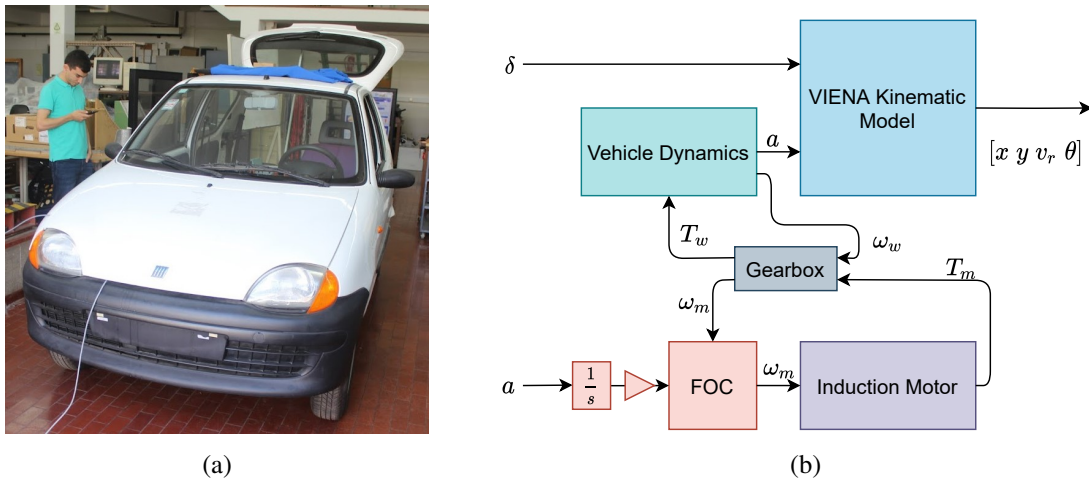 δ
VIENA Kinematic
Model
Vehicle Dynamics
a
[x y v_r θ]
T_w
ω_w
Gearbox
T_m
ω_m
a
1
s
FOC
ω_m
Induction Motor
(a)
(b)